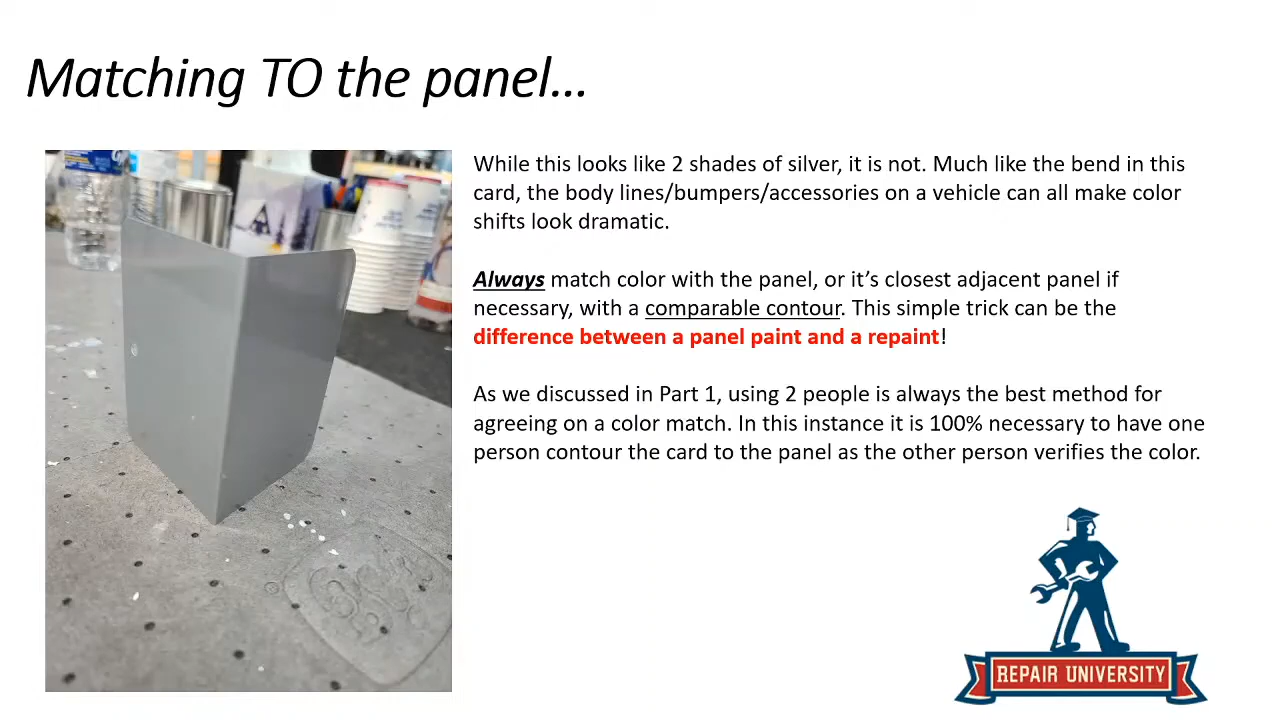 Matching TO the panel...
While this looks like 2 shades of silver, it is not. Much like the bend in this
card, the body lines/bumpers/accessories on a vehicle can all make color
shifts look dramatic.
Always match color with the panel, or it’s closest adjacent panel if
necessary, with a comparable contour. This simple trick can be the
difference between a panel paint and a repaint!
As we discussed in Part 1, using 2 people is always the best method for
agreeing on a color match. In this instance it is 100% necessary to have one
person contour the card to the panel as the other person verifies the color.
REPAIR UNIVERSITY